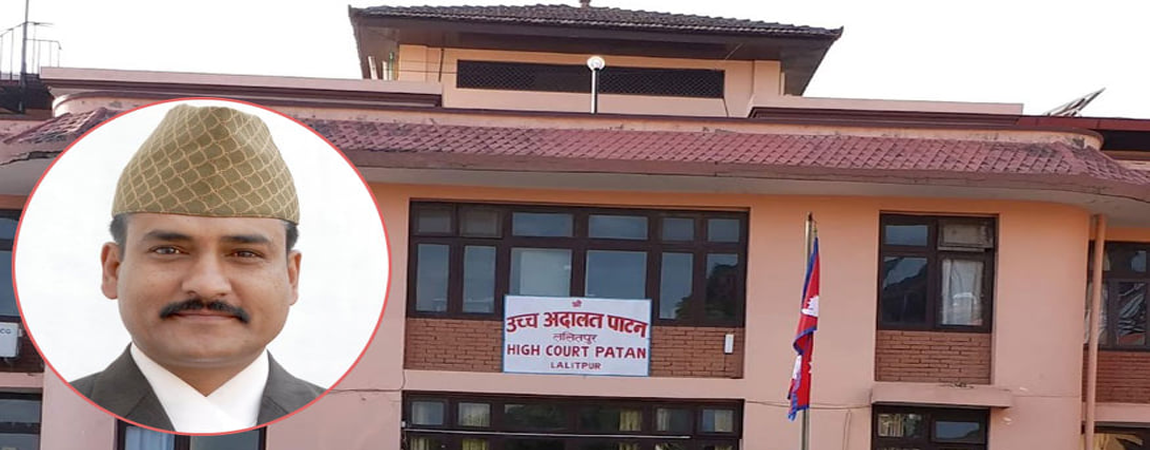 श्री
उच्च अदालत पाटन
ललितपुर
HIGH COURT PATAN
LALITPUR